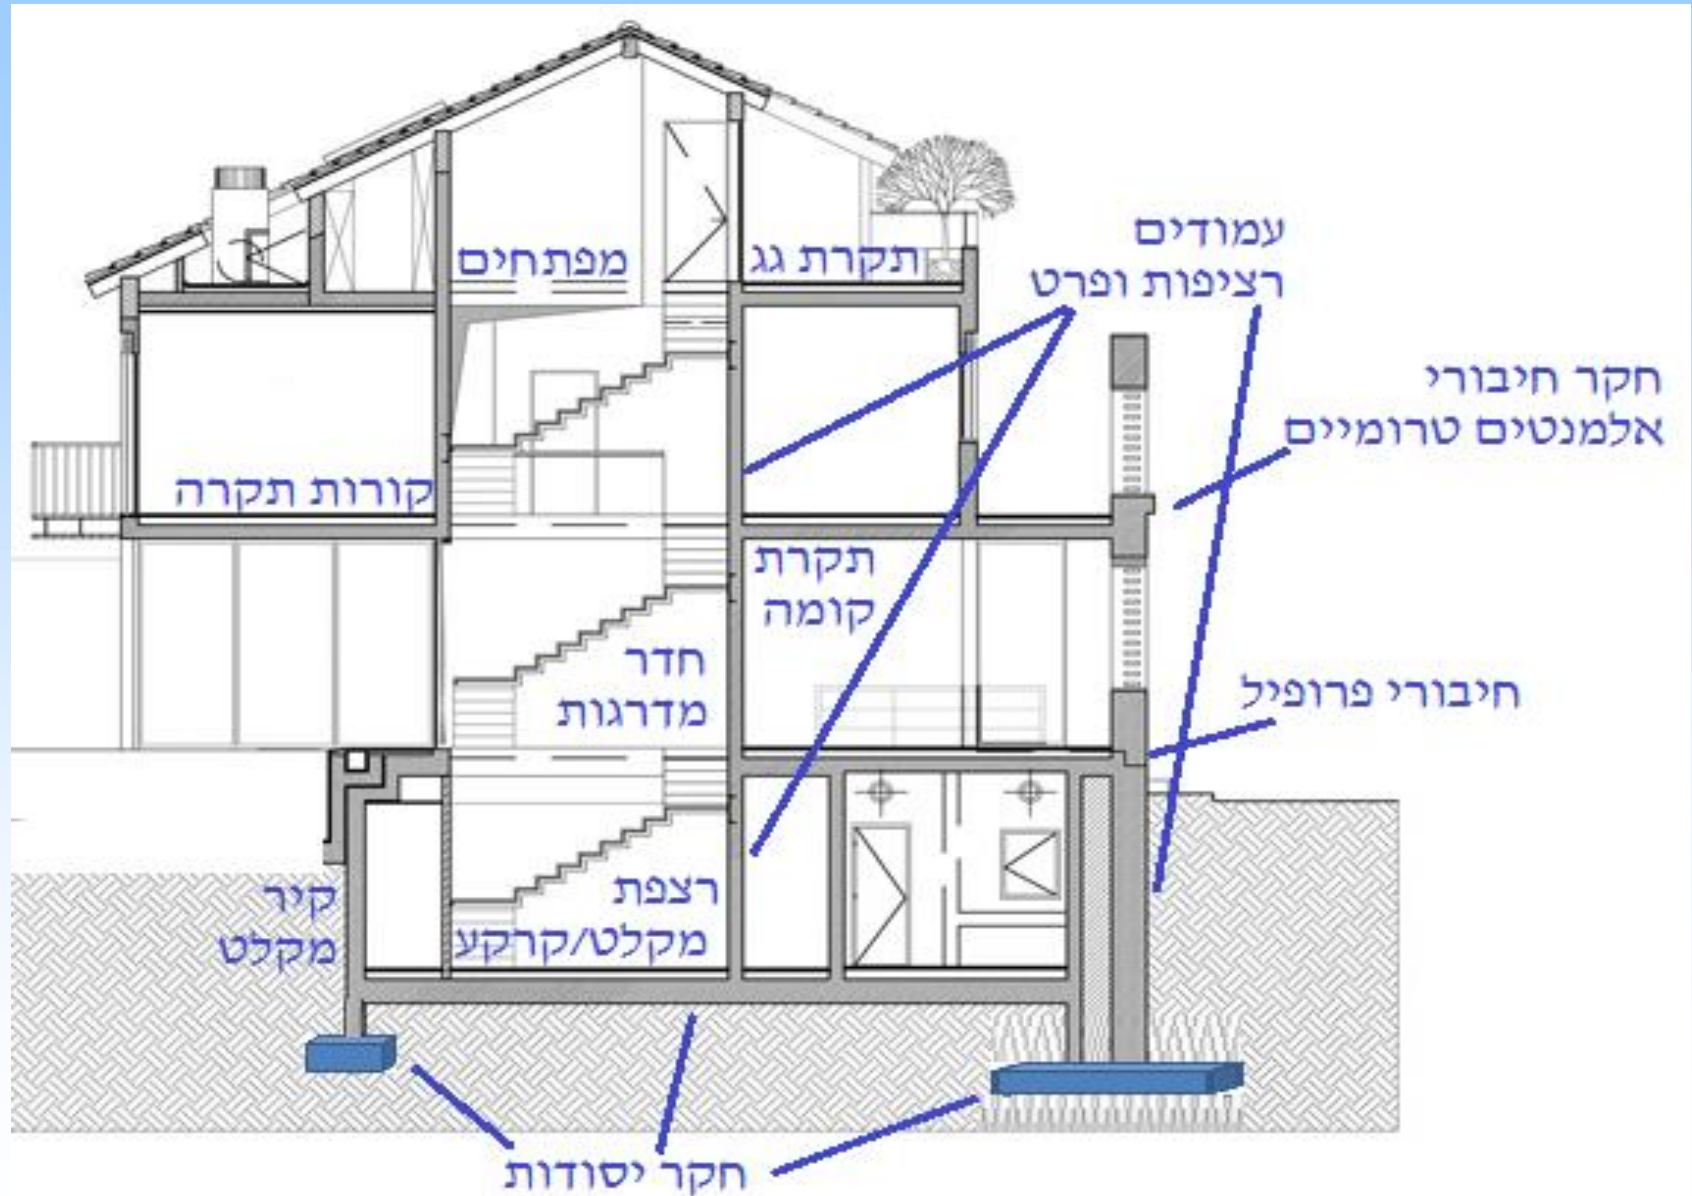 עמודים
רציפות ופרט
מפתחים
תקרת גג
חקר חיבורי
אלמנטים טרומיים
קורות תקרה
תקרת
קומה
חדר
מדרגות
חיבורי פרופיל
קיר
מקלט
רצפת
מקלט/קרקע
חקר יסודות